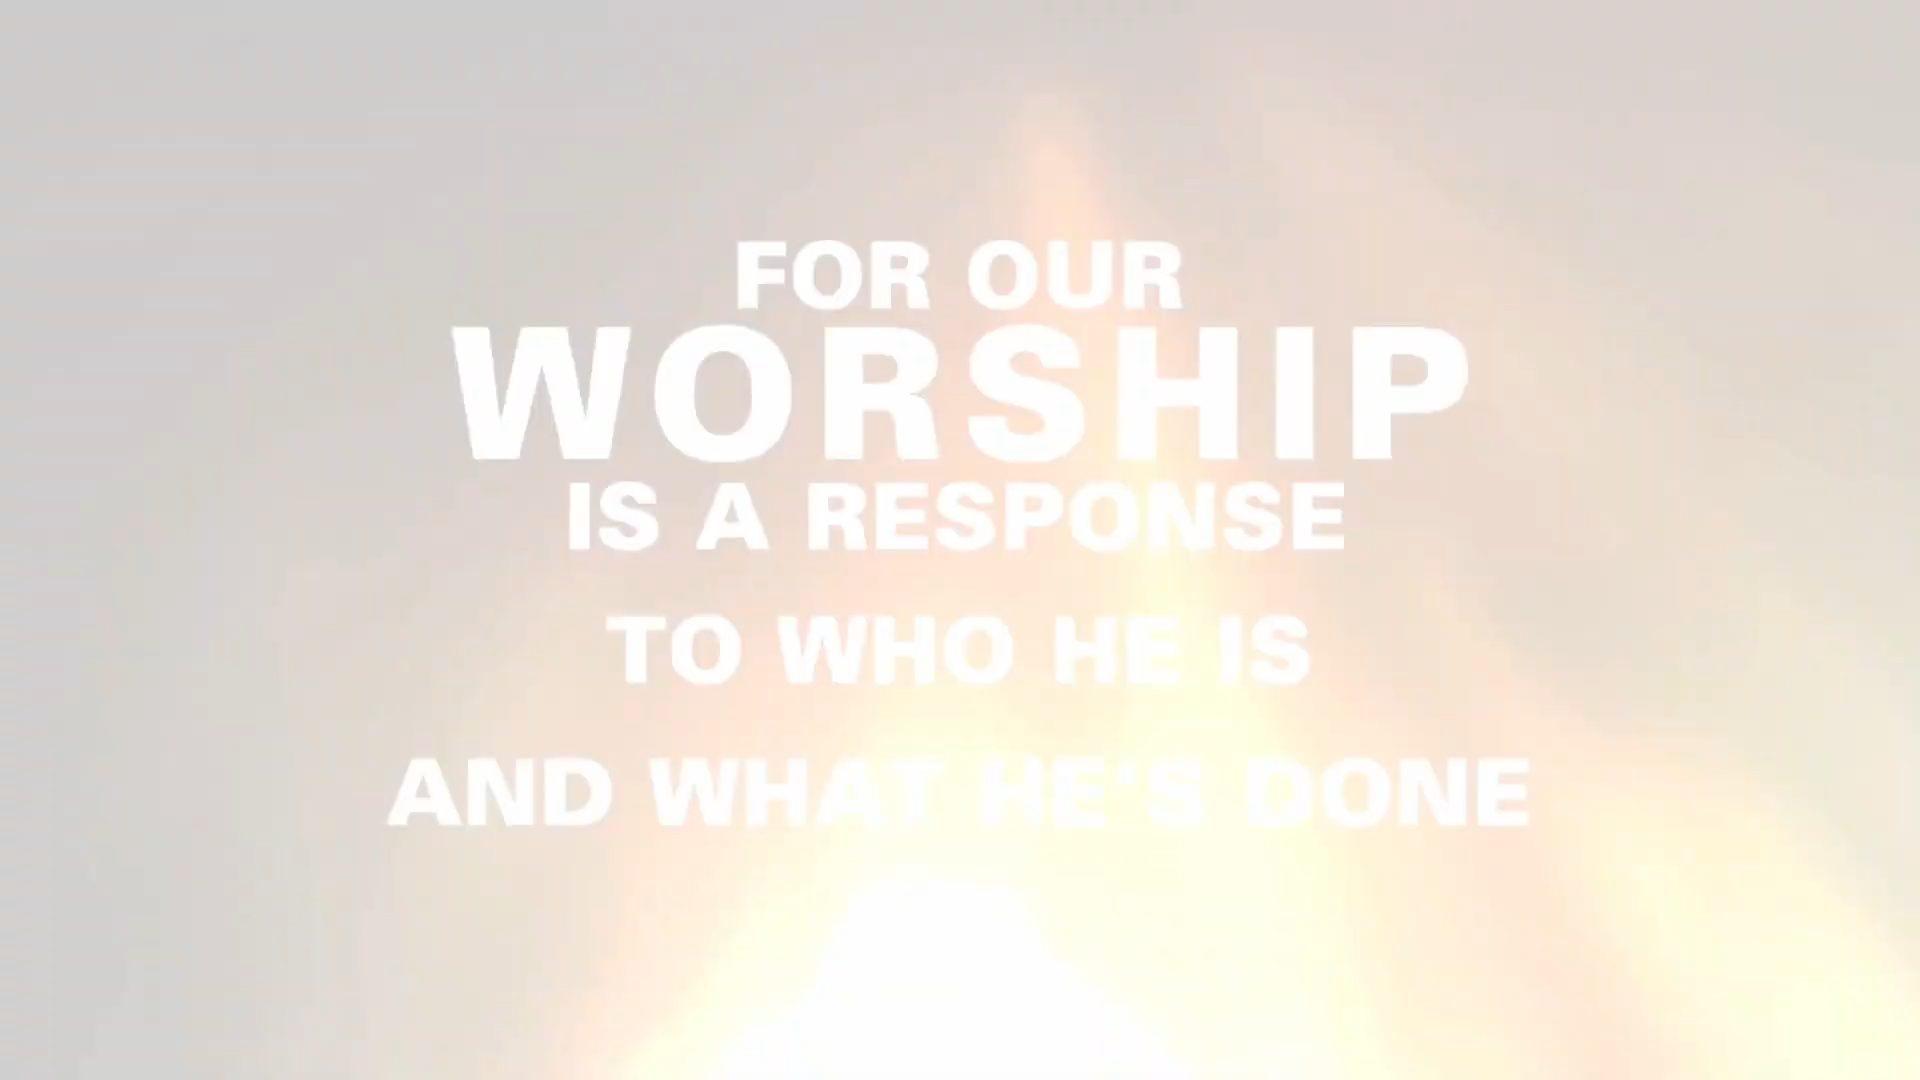 FOR OUR
WORSHIP
IS A RESPONSE
TO WHO HE IS
AND WHAT HE'S DONE